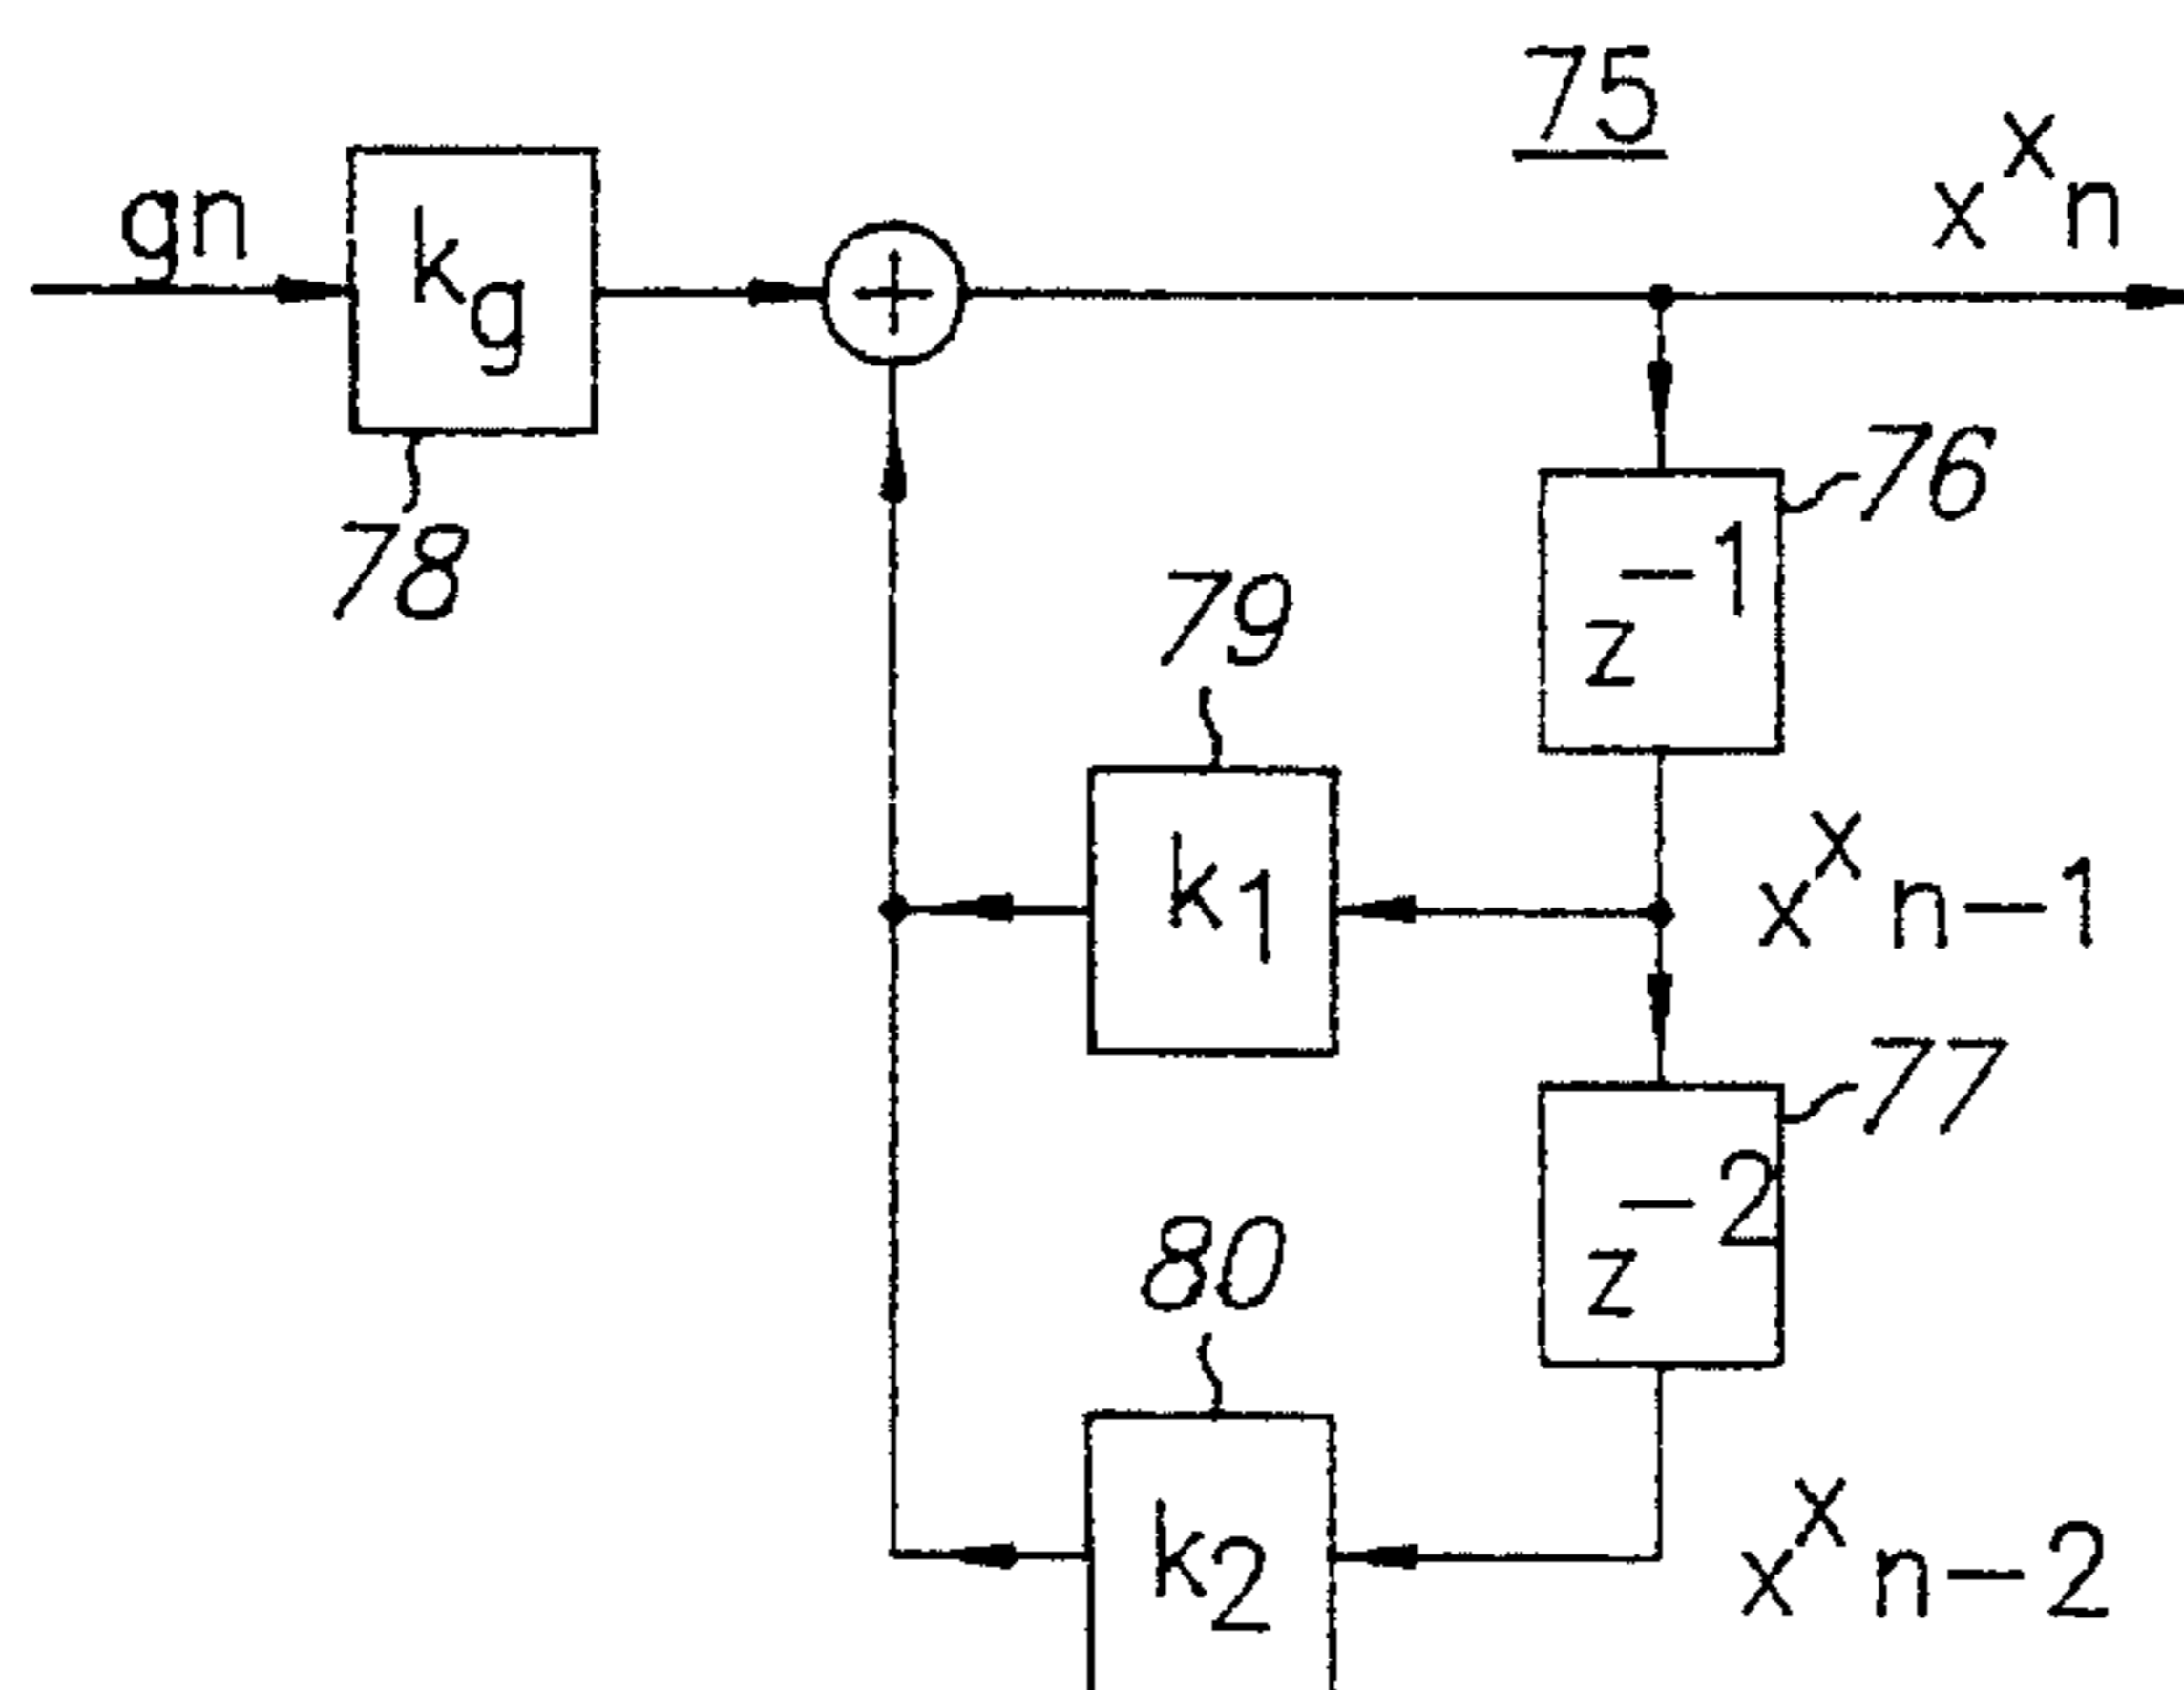 75
x^x n
gn
k_g
78
76
z^-1
79
k_1
x^x n-1
77
z^-2
80
k_2
x^x n-2